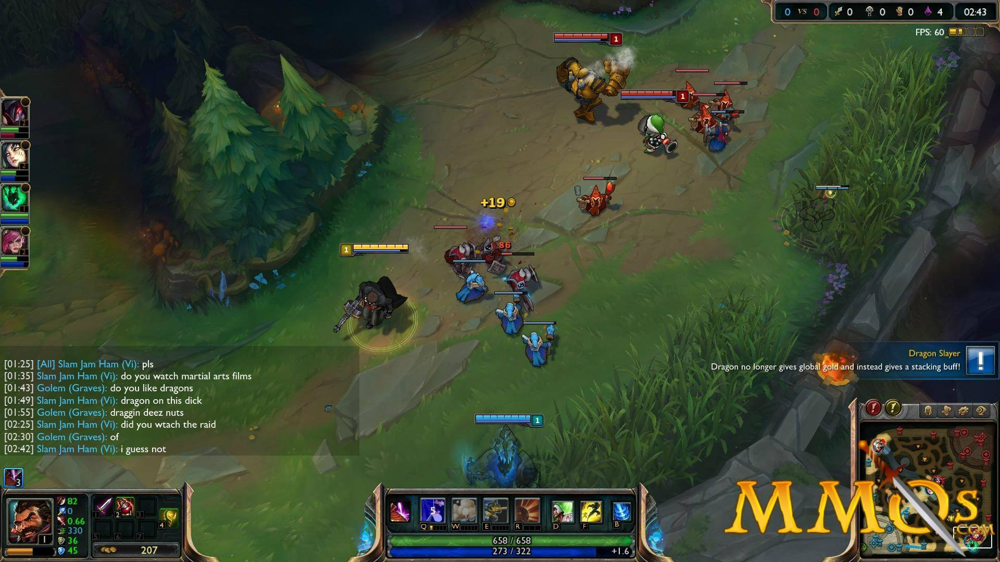 0 VS 0 0 0 0 4 02:43
FPS: 60
1
1
2
2
1
2
+19
86
1
Dragon Slayer
Dragon no longer gives global gold and instead gives a stacking buff!
[01:25] [All] Slam Jam Ham (Vi): pls
[01:35] Slam Jam Ham (Vi): do you watch martial arts films
[01:43] Golem (Graves): do you like dragons
[01:49] Slam Jam Ham (Vi): dragon on this dick
[01:55] Golem (Graves): draggin deez nuts
[02:25] Slam Jam Ham (Vi): did you wtach the raid
[02:30] Golem (Graves): of
[02:42] Slam Jam Ham (Vi): i guess not
1
3
82
0
0.66
330
36
45
1
1 2 3
4
5 6 7
207
5
Q W E R D F B
658 / 658
273 / 322 +1.6
MMOs
.COM